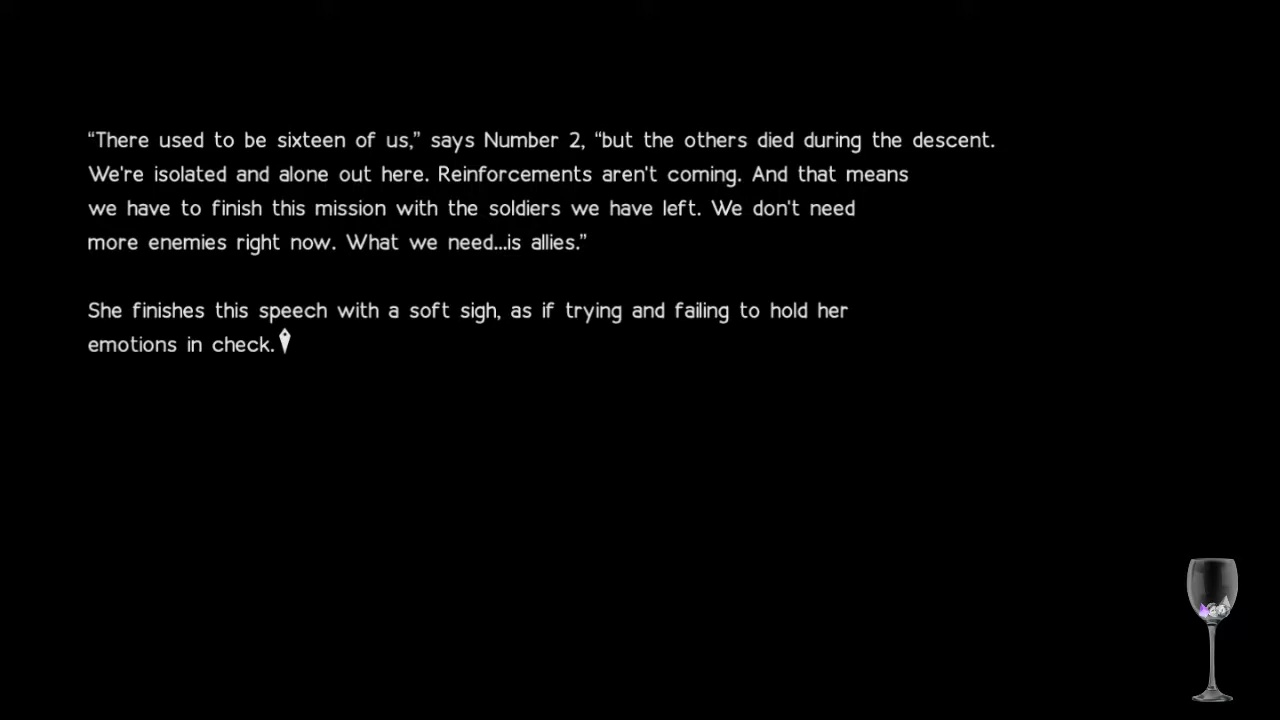 “There used to be sixteen of us,” says Number 2, “but the others died during the descent.
We're isolated and alone out here. Reinforcements aren't coming. And that means
we have to finish this mission with the soldiers we have left. We don't need
more enemies right now. What we need...is allies.”
She finishes this speech with a soft sigh, as if trying and failing to hold her
emotions in check.